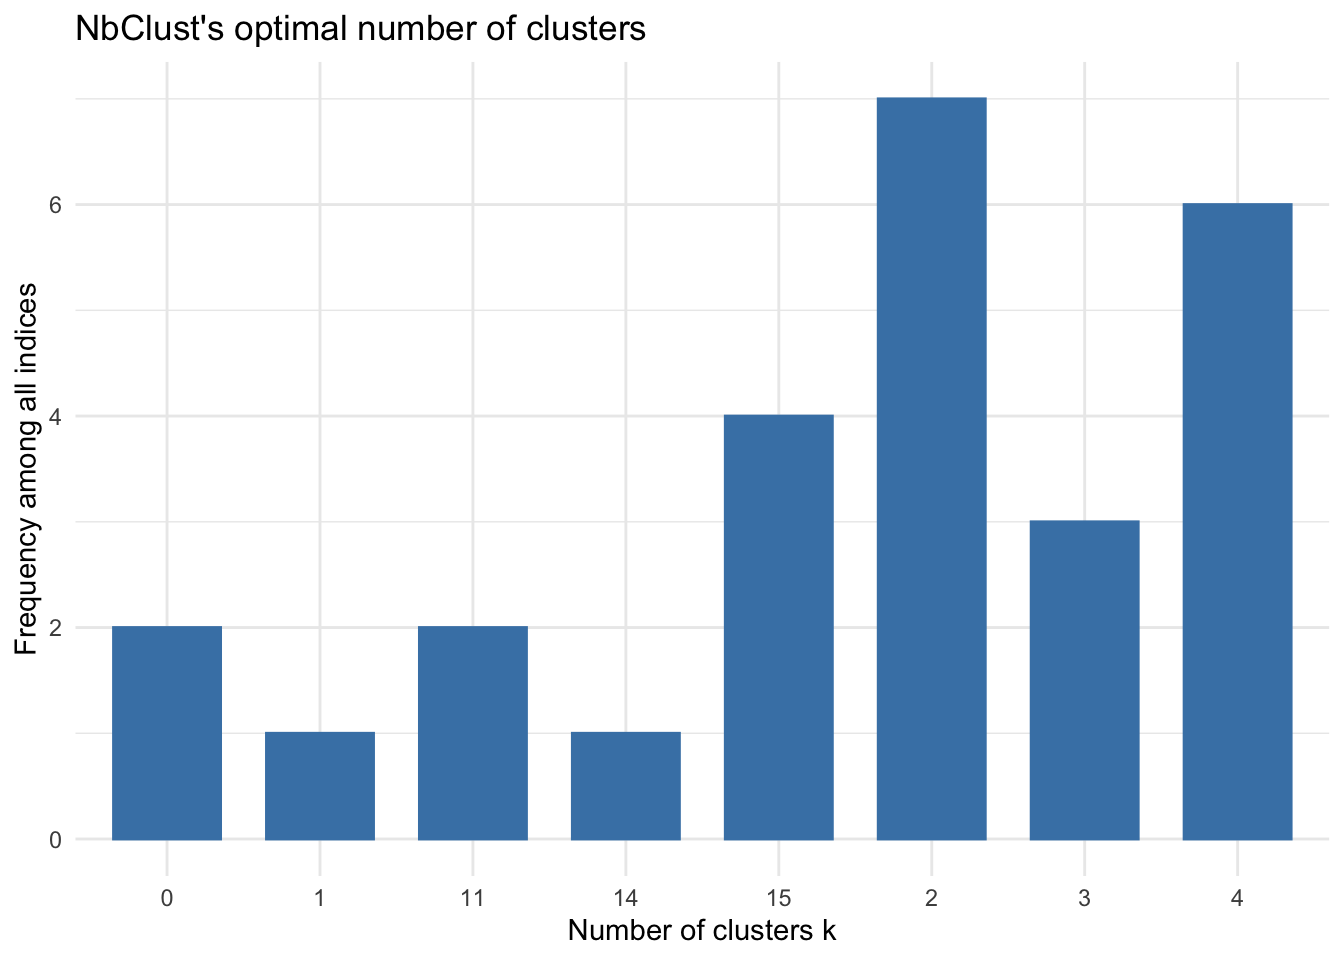 NbClust's optimal number of clusters
Frequency among all indices
6
4
2
0
0 1 11 14 15 2 3 4
Number of clusters k